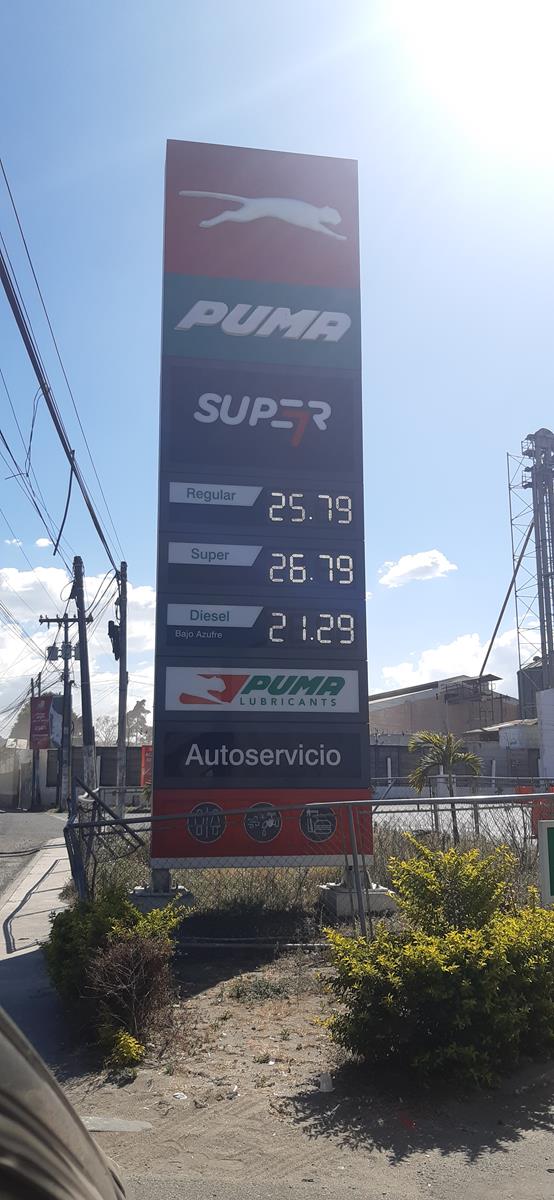 PUMA
SUPER7
Regular 25.79
Super 26.79
Diesel 21.29
Bajo Azufre
PUMA
LUBRICANTS
Autoservicio